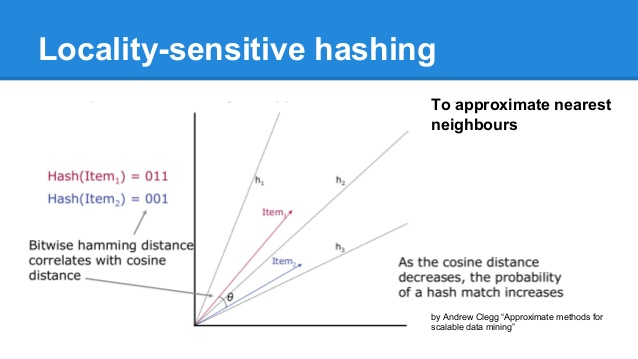 Locality-sensitive hashing
To approximate nearest
neighbours
Hash(Item₁) = 011
Hash(Item₂) = 001
Bitwise hamming distance
correlates with cosine
distance
h₁
h₂
h₃
Item₁
Item₂
θ
As the cosine distance
decreases, the probability
of a hash match increases
by Andrew Clegg “Approximate methods for
scalable data mining”